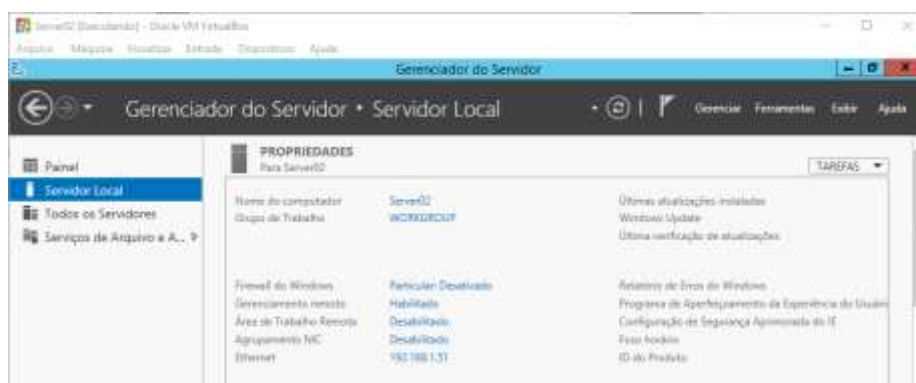 Server02 [Executando] - Oracle VM VirtualBox
Arquivo Máquina Visualizar Entrada Dispositivos Ajuda
Gerenciador do Servidor
Gerenciador do Servidor • Servidor Local
Gerenciar Ferramentas Exibir Ajuda
Painel
Servidor Local
Todos os Servidores
Serviços de Arquivo e A...
PROPRIEDADES
Para Server02
TAREFAS
Nome do computador Server02 Últimas atualizações instaladas
Grupo de Trabalho WORKGROUP Windows Update
Última verificação de atualizações
Firewall do Windows Particular: Desativado Relatório de Erros do Windows
Gerenciamento remoto Habilitado Programa de Aperfeiçoamento da Experiência do Usuári
Área de Trabalho Remota Desabilitado Configuração de Segurança Aprimorada do IE
Agrupamento NIC Desabilitado Fuso horário
Ethernet 192.168.1.51 ID do Produto